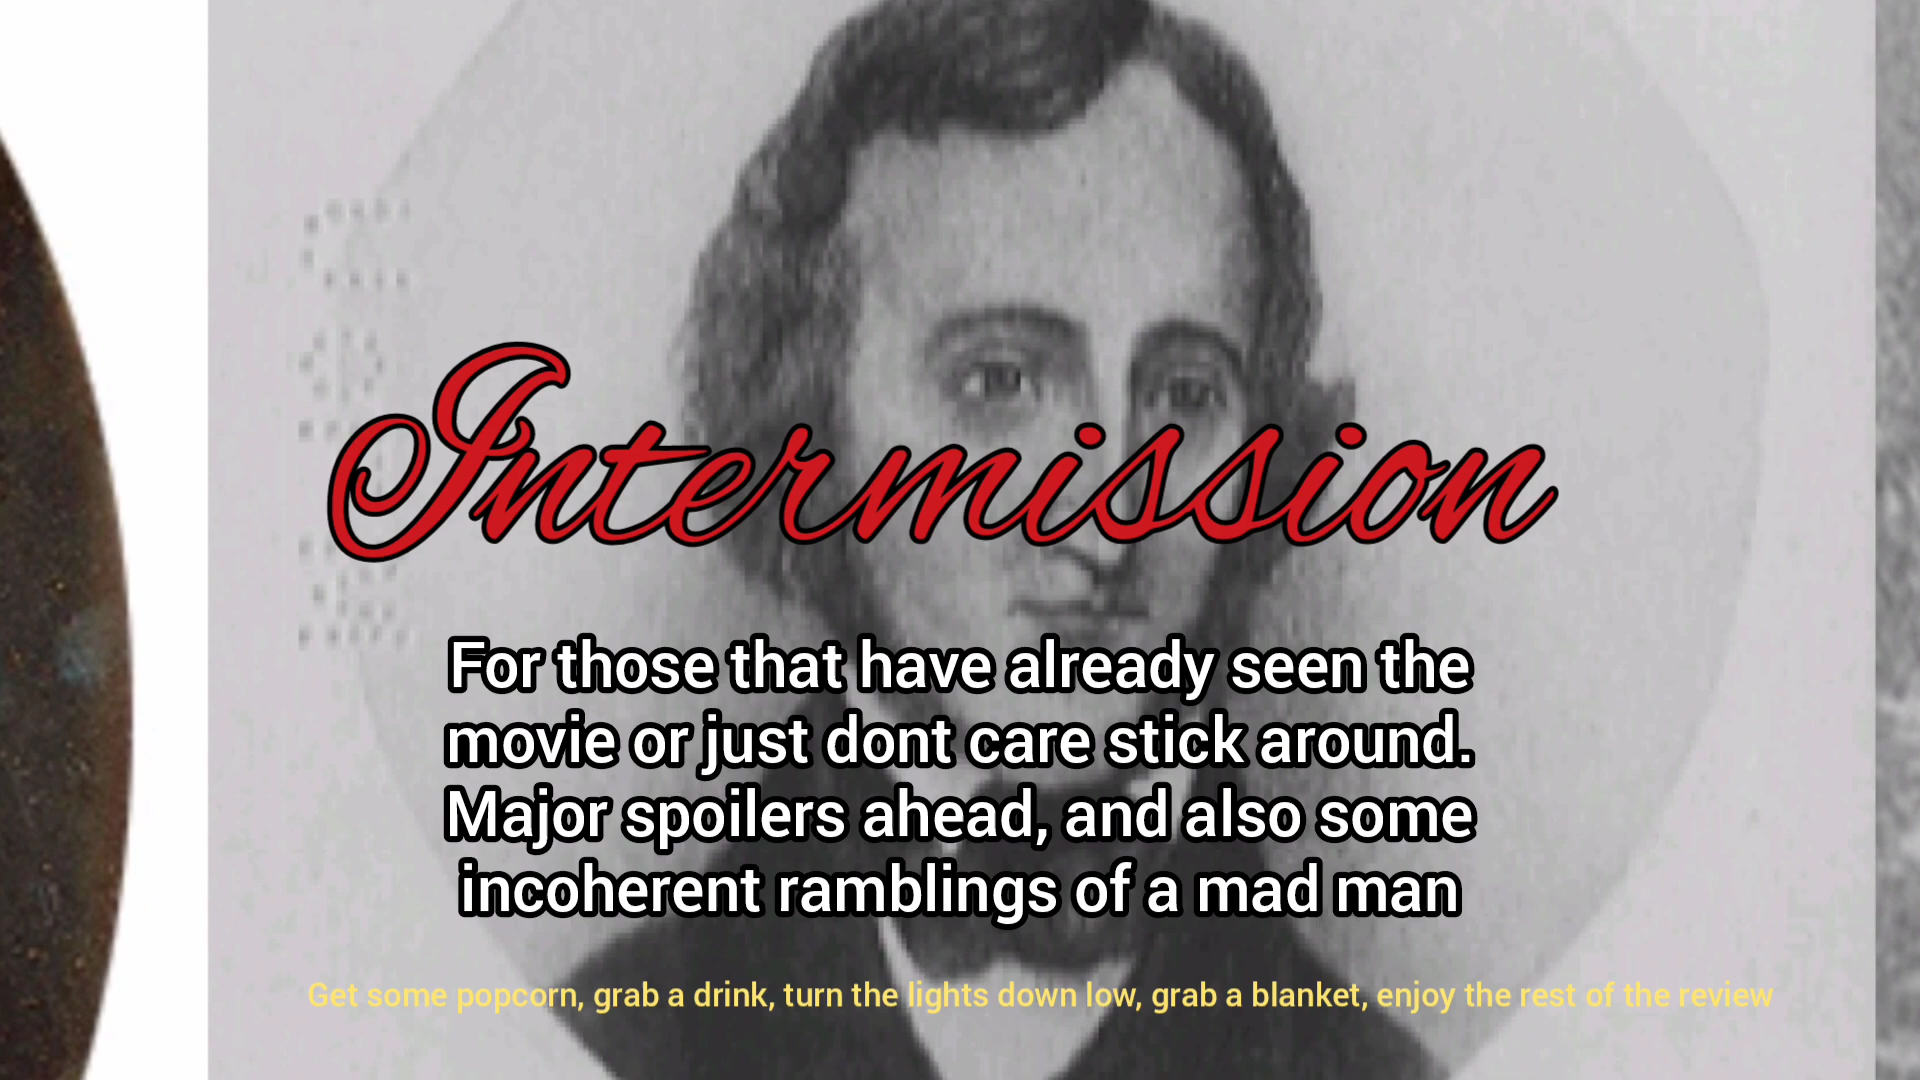 Intermission
For those that have already seen the
movie or just dont care stick around.
Major spoilers ahead, and also some
incoherent ramblings of a mad man
Get some popcorn, grab a drink, turn the lights down low, grab a blanket, enjoy the rest of the review